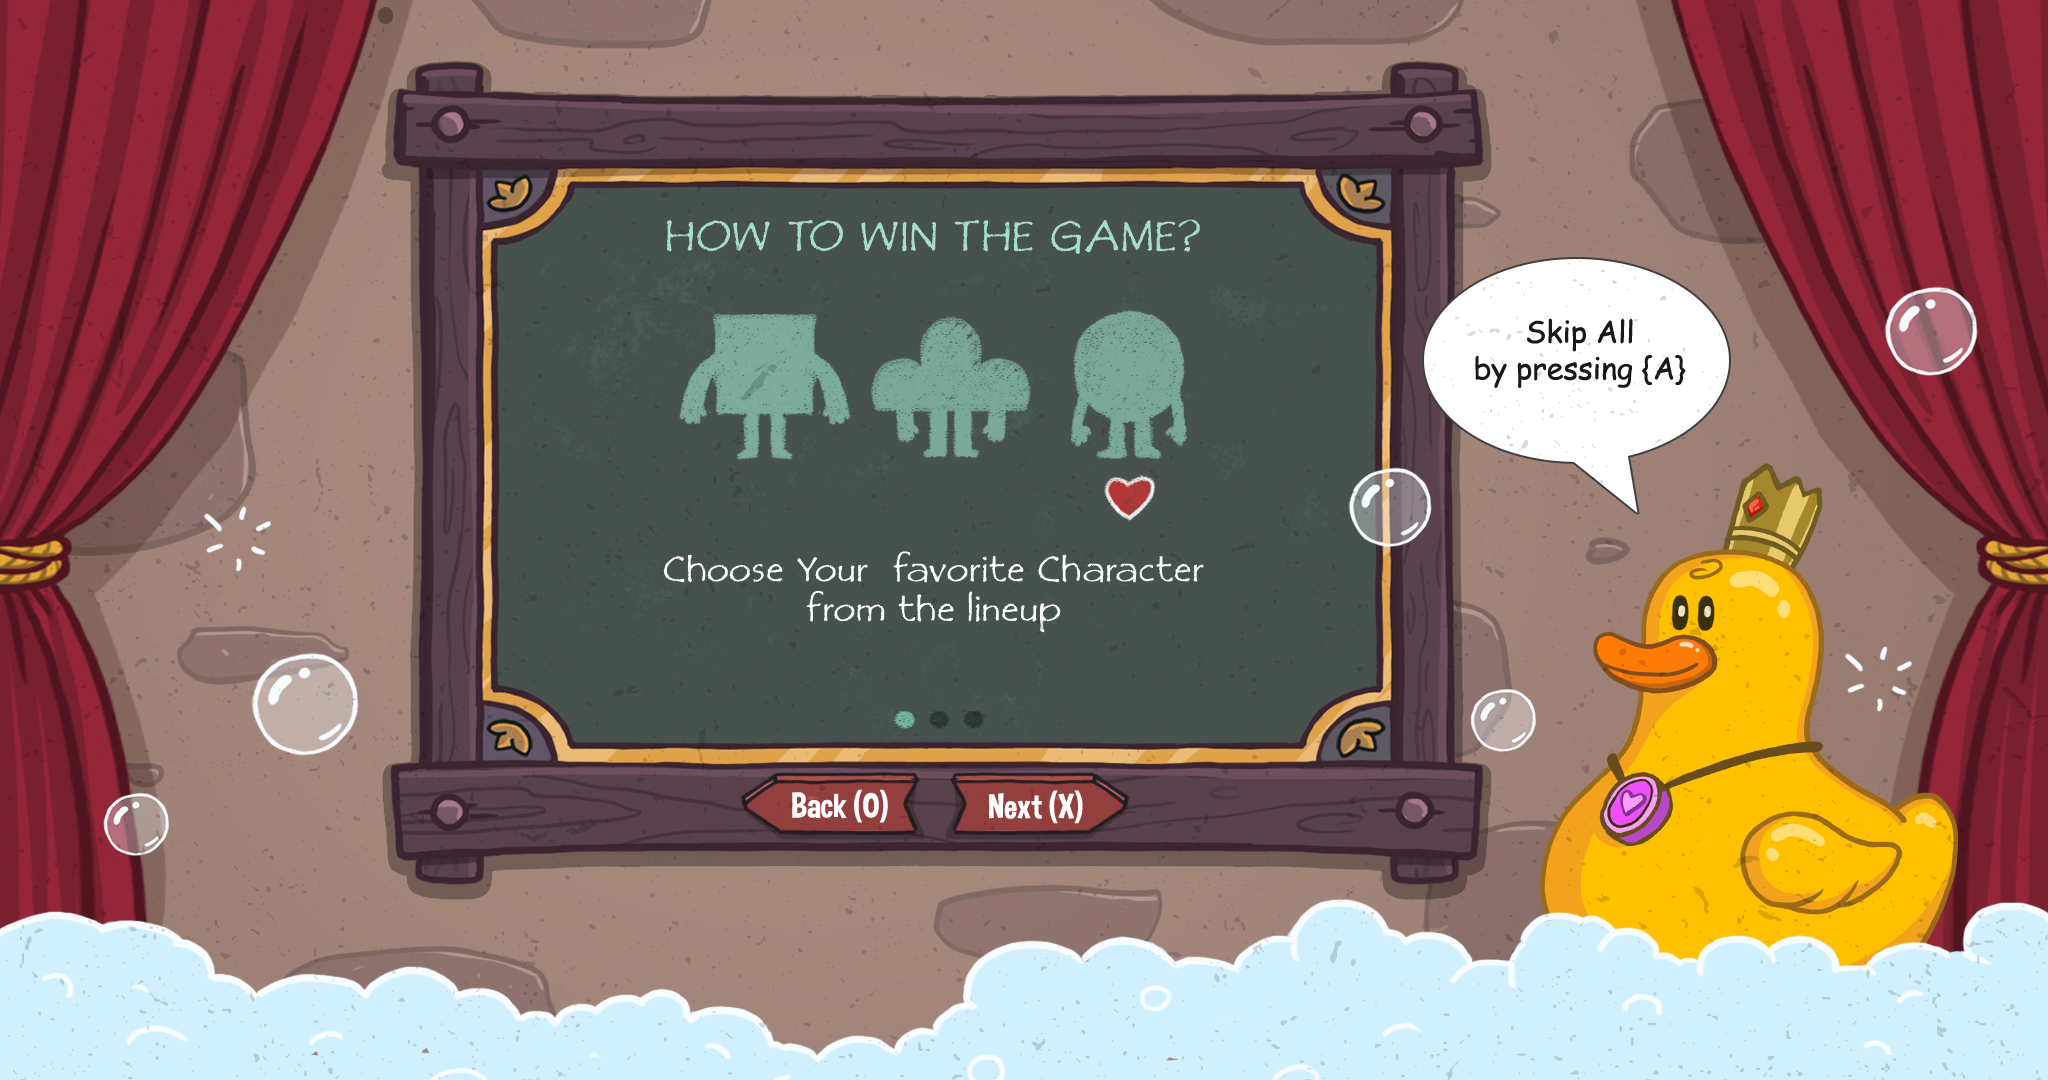 HOW TO WIN THE GAME?
Skip All
by pressing {A}
Choose Your favorite Character
from the lineup
Back (O)
Next (X)